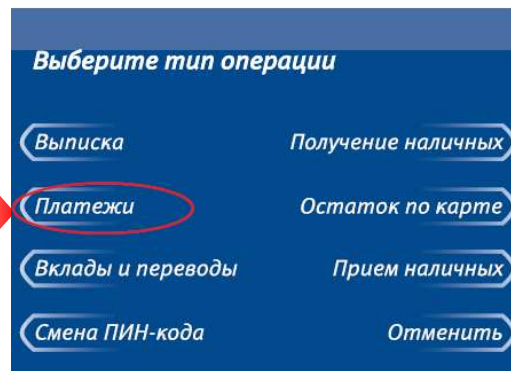 Выберите тип операции
Выписка
Получение наличных
Платежи
Остаток по карте
Вклады и переводы
Прием наличных
Смена ПИН-кода
Отменить